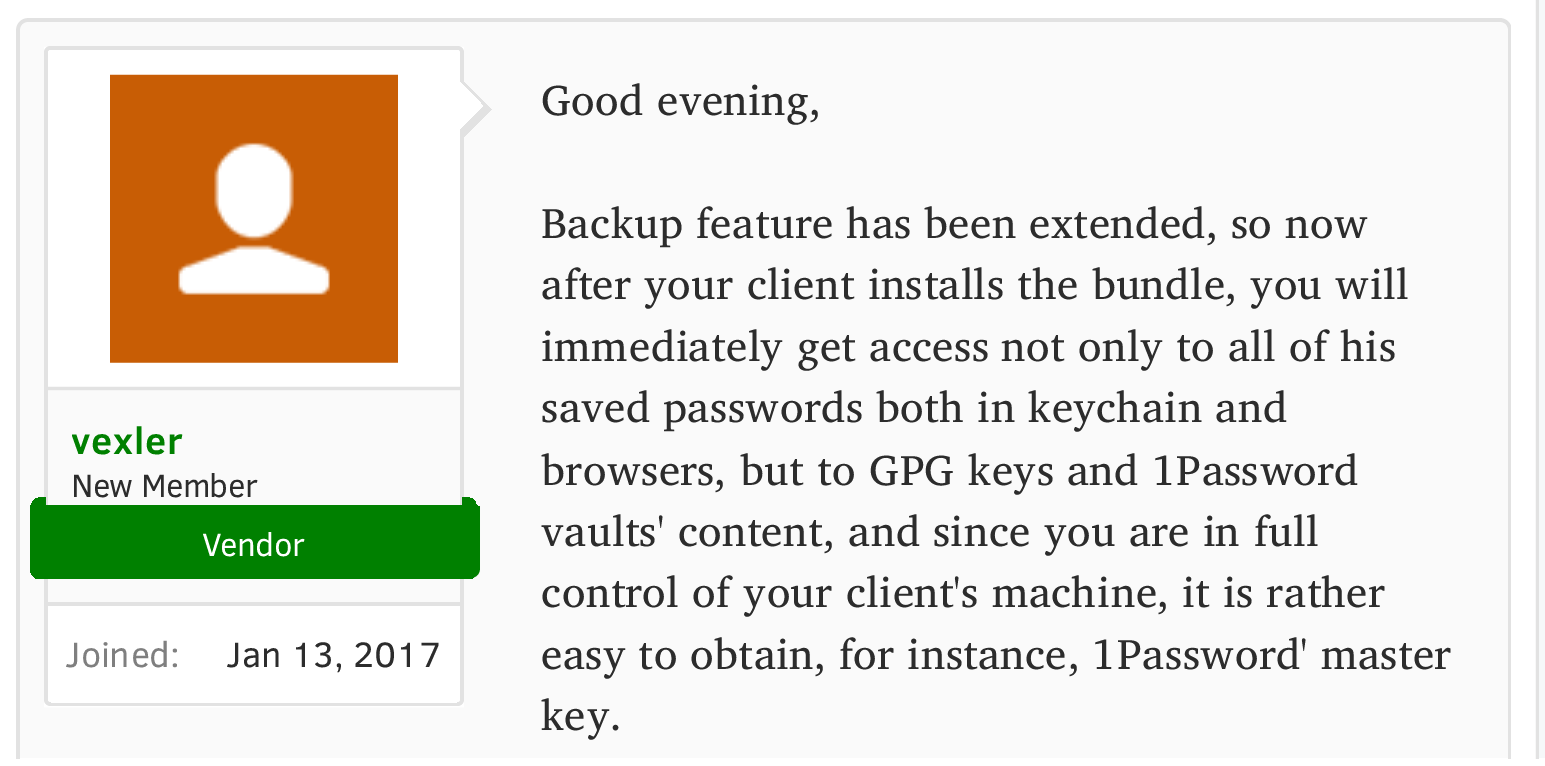 vexler
New Member
Vendor
Joined: Jan 13, 2017
Good evening,
Backup feature has been extended, so now
after your client installs the bundle, you will
immediately get access not only to all of his
saved passwords both in keychain and
browsers, but to GPG keys and 1Password
vaults' content, and since you are in full
control of your client's machine, it is rather
easy to obtain, for instance, 1Password' master
key.